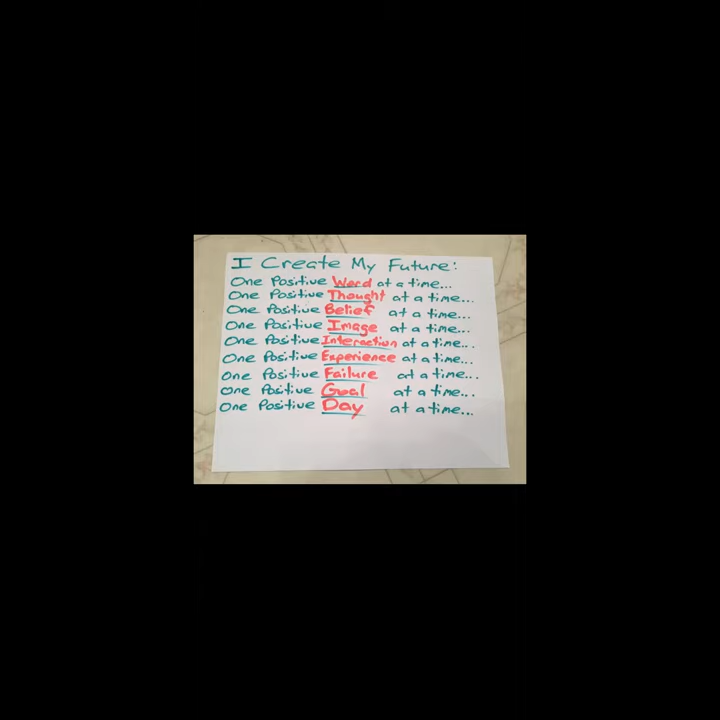 I Create My Future:
One Positive Word at a time...
One Positive Thought at a time...
One Positive Belief at a time...
One Positive Image at a time...
One Positive Interaction at a time...
One Positive Experience at a time...
One Positive Failure at a time...
One Positive Goal at a time...
One Positive Day at a time...